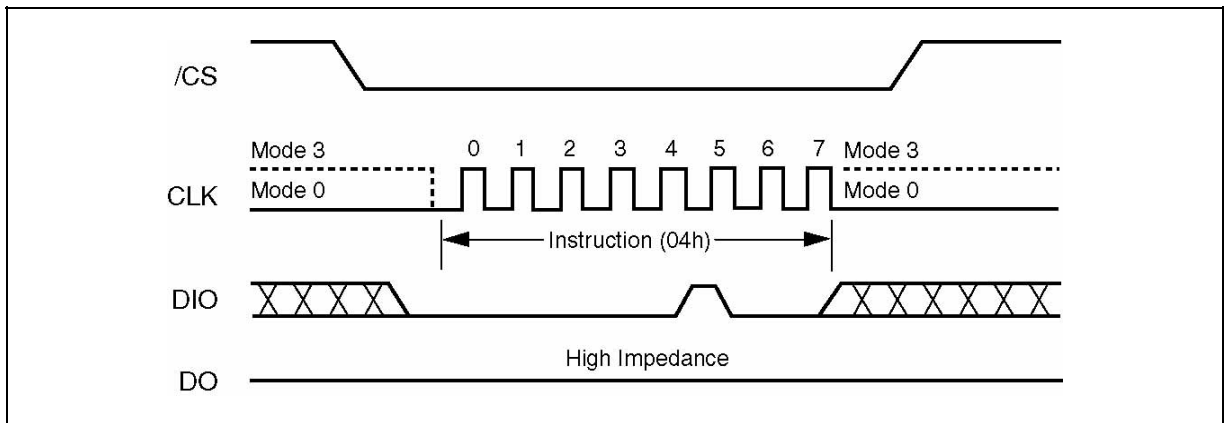 /CS
Mode 3 0 1 2 3 4 5 6 7 Mode 3
CLK Mode 0 Mode 0
Instruction (04h)
DIO
High Impedance
DO